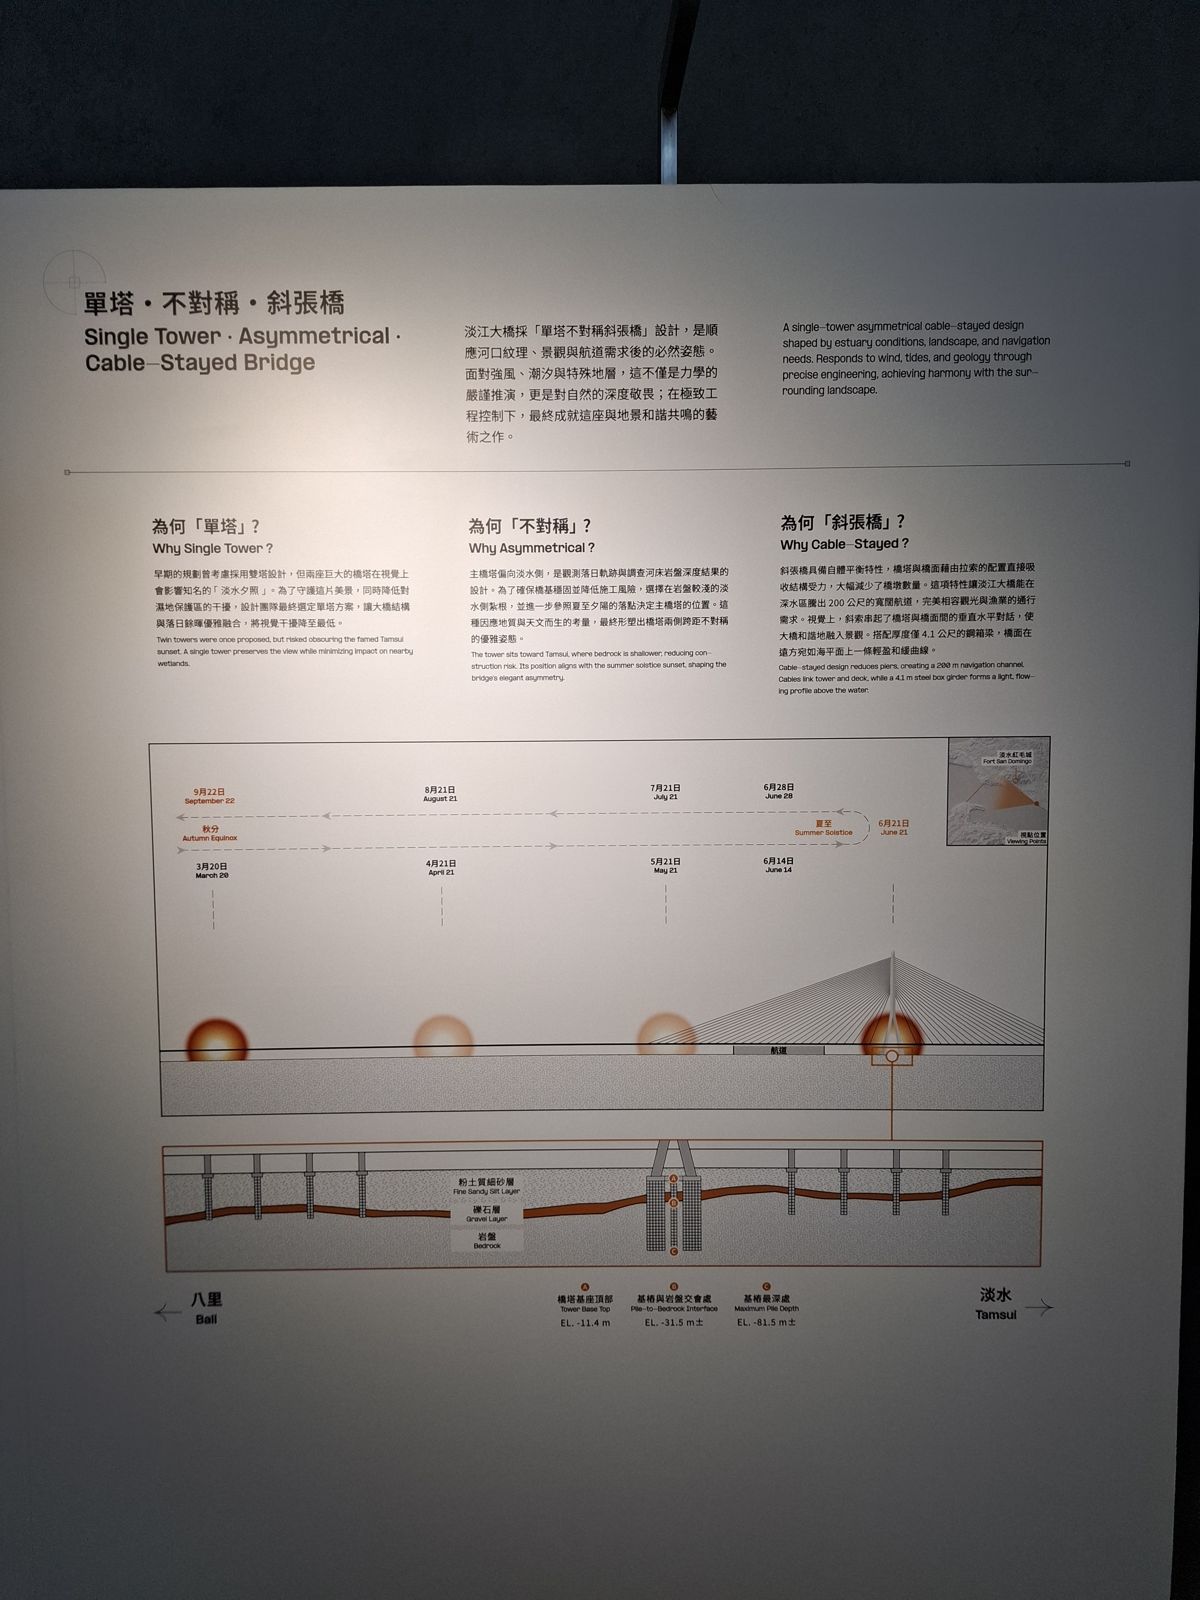 單塔・不對稱・斜張橋
Single Tower · Asymmetrical ·
Cable–Stayed Bridge
淡江大橋採「單塔不對稱斜張橋」設計，是順
應河口紋理、景觀與航道需求後的必然姿態。
面對強風、潮汐與特殊地層，這不僅是力學的
嚴謹推演，更是對自然的深度敬畏；在極致工
程控制下，最終成就這座與地景和諧共鳴的藝
術之作。
A single–tower asymmetrical cable–stayed design
shaped by estuary conditions, landscape, and navigation
needs. Responds to wind, tides, and geology through
precise engineering, achieving harmony with the sur–
rounding landscape.
為何「單塔」?
Why Single Tower ?
早期的規劃曾考慮採用雙塔設計，但兩座巨大的橋塔在視覺上
會影響知名的「淡水夕照」。為了守護這片美景，同時降低對
濕地保護區的干擾，設計團隊最終選定單塔方案，讓大橋結構
與落日餘暉優雅融合，將視覺干擾降至最低。
Twin towers were once proposed, but risked obscuring the famed Tamsui
sunset. A single tower preserves the view while minimizing impact on nearby
wetlands.
為何「不對稱」?
Why Asymmetrical ?
主橋塔偏向淡水側，是觀測落日軌跡與調查河床岩盤深度結果的
設計。為了確保橋基穩固並降低施工風險，選擇在岩盤較淺的淡
水側紮根，並進一步參照夏至夕陽的落點決定主橋塔的位置。這
種因應地質與天文而生的考量，最終形塑出橋塔兩側跨距不對稱
的優雅姿態。
The tower sits toward Tamsui, where bedrock is shallower, reducing con–
struction risk. Its position aligns with the summer solstice sunset, shaping the
bridge's elegant asymmetry.
為何「斜張橋」?
Why Cable–Stayed ?
斜張橋具備自體平衡特性，橋塔與橋面藉由拉索的配置直接吸
收結構受力，大幅減少了橋墩數量。這項特性讓淡江大橋能在
深水區騰出 200 公尺的寬闊航道，完美相容觀光與漁業的通行
需求。視覺上，斜索串起了橋塔與橋面間的垂直水平對話，使
大橋和諧地融入景觀。搭配厚度僅 4.1 公尺的鋼箱梁，橋面在
遠方宛如海平面上一條輕盈和緩曲線。
Cable–stayed design reduces piers, creating a 200 m navigation channel.
Cables link tower and deck, while a 4.1 m steel box girder forms a light, flow–
ing profile above the water.
淡水紅毛城
Fort San Domingo
視點位置
Viewing Points
9月22日
September 22
8月21日
August 21
7月21日
July 21
6月28日
June 28
秋分
Autumn Equinox
夏至
Summer Solstice
6月21日
June 21
3月20日
March 20
4月21日
April 21
5月21日
May 21
6月14日
June 14
航道
粉土質細砂層
Fine Sandy Silt Layer
礫石層
Gravel Layer
岩盤
Bedrock
A
B
C
八里
Bali
A
橋塔基座頂部
Tower Base Top
EL. -11.4 m
B
基樁與岩盤交會處
Pile–to–Bedrock Interface
EL. -31.5 m±
C
基樁最深處
Maximum Pile Depth
EL. -81.5 m±
淡水
Tamsui